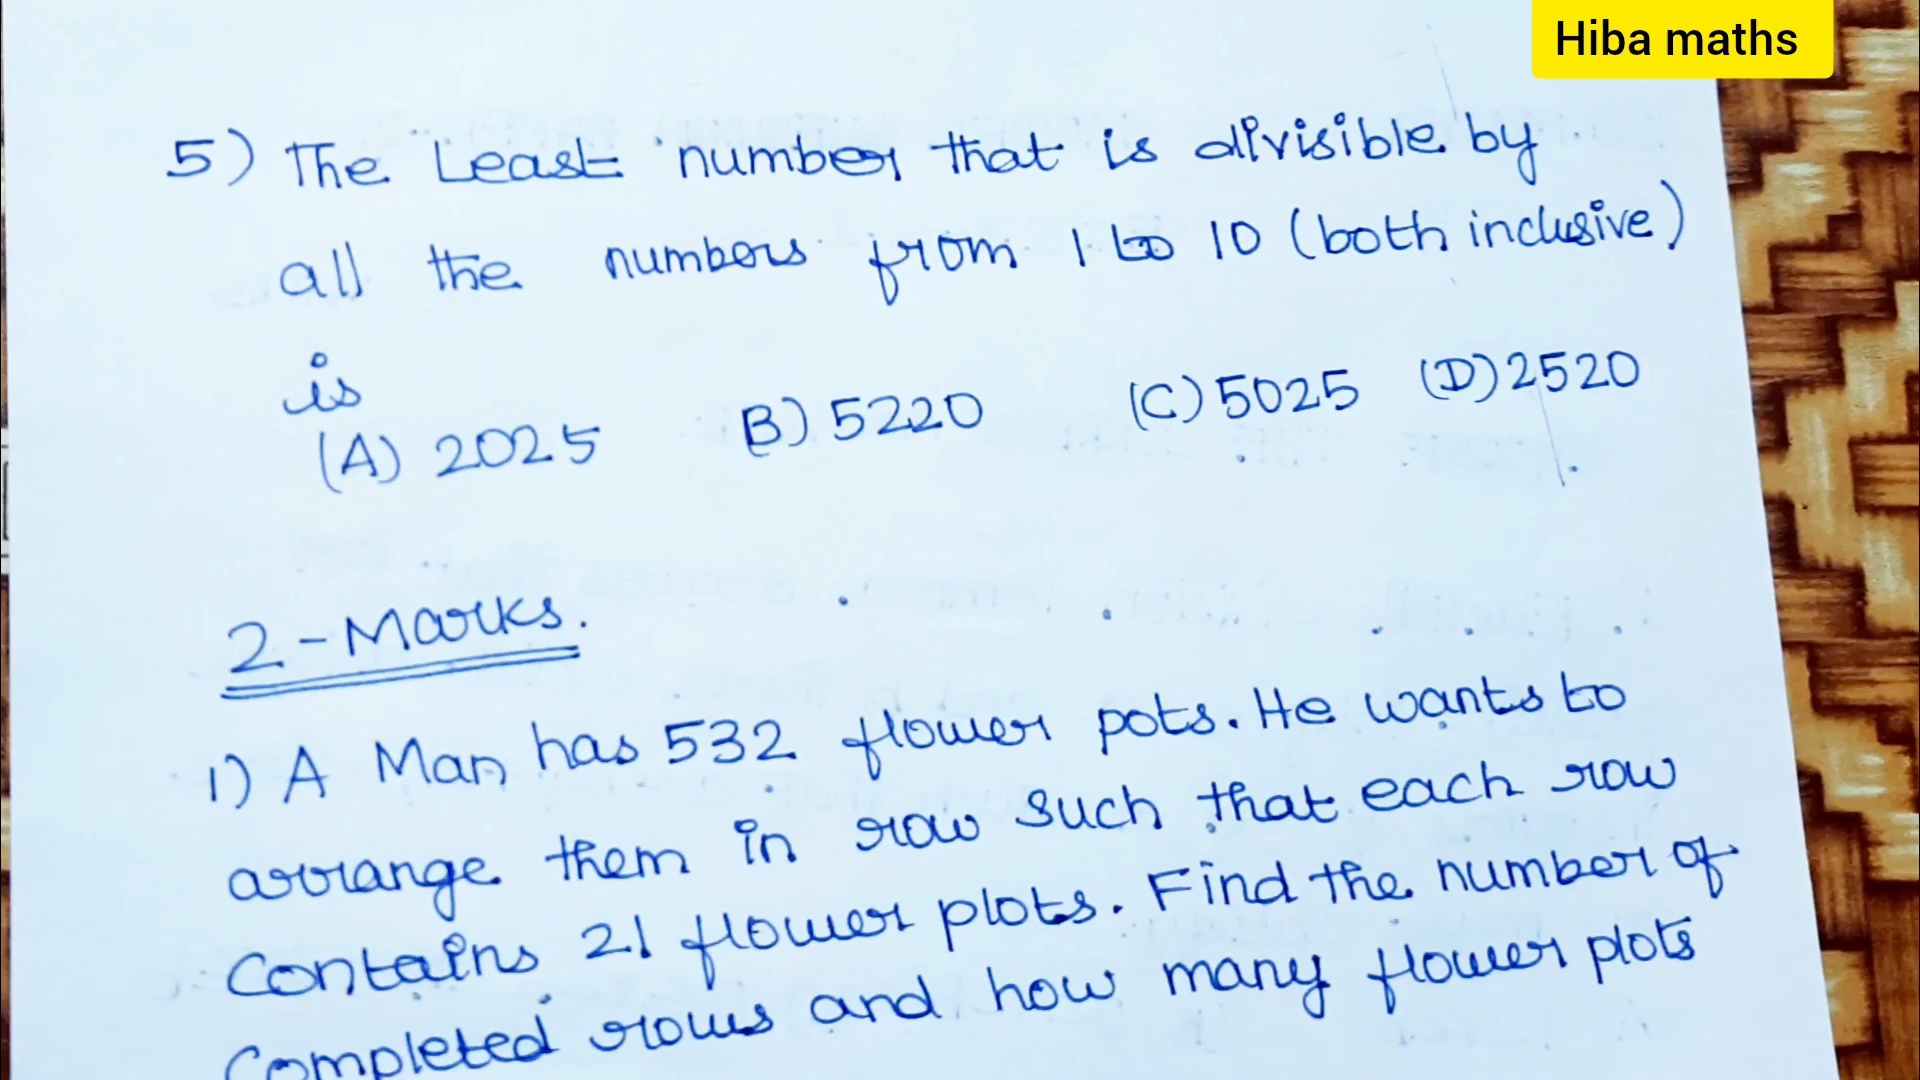 Hiba maths
5) The Least number that is divisible by
all the numbers from 1 to 10 (both inclusive)
is
(A) 2025 B) 5220 (C) 5025 (D) 2520
2-Marks.
1) A Man has 532 flower pots. He wants to
arrange them in row such that each row
Contains 21 flower plots. Find the number of
Completed rows and how many flower plots